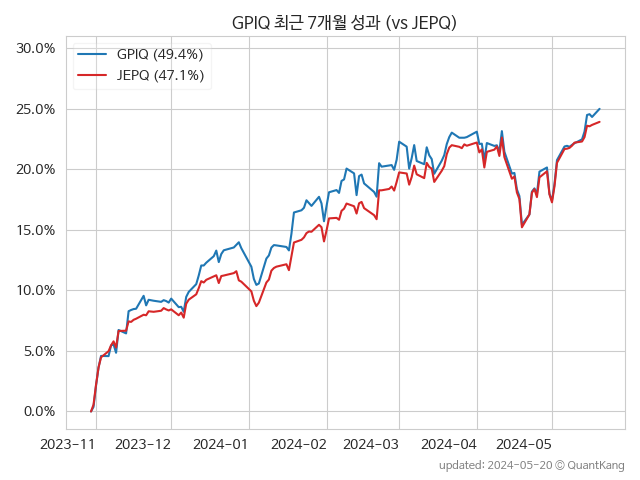 GPIQ 최근 7개월 성과 (vs JEPQ)
30.0%
GPIQ (49.4%)
JEPQ (47.1%)
25.0%
20.0%
15.0%
10.0%
5.0%
0.0%
2023−11 2023−12 2024−01 2024−02 2024−03 2024−04 2024−05
updated: 2024−05−20 ⓒ QuantKang